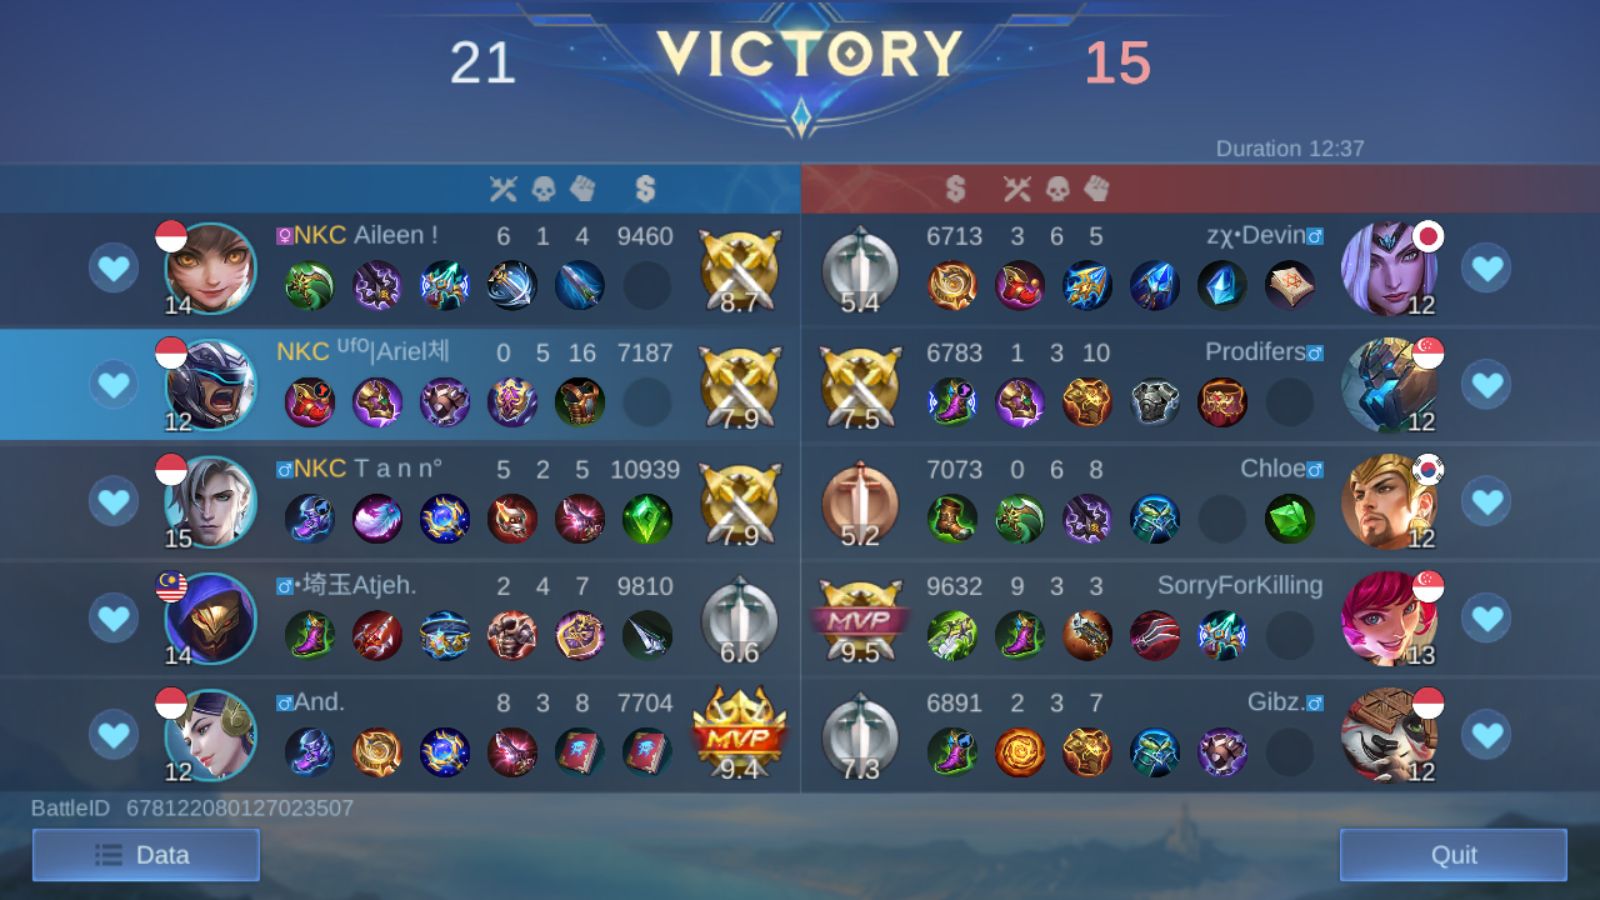 21 VICTORY 15
Duration 12:37
NKC Aileen ! 6 1 4 9460 8.7
14
5.4 6713 3 6 5 zχ•Devin
12
NKC ᵁᶠᴼ|Ariel체 0 5 16 7187 7.9
12
7.5 6783 1 3 10 Prodifers
12
NKC T a n n° 5 2 5 10939 7.9
15
5.2 7073 0 6 8 Chloe
12
•埼玉Atjeh. 2 4 7 9810 6.6
14
MVP 9.5 9632 9 3 3 SorryForKilling
13
And. 8 3 8 7704 MVP 9.4
12
7.3 6891 2 3 7 Gibz.
12
BattleID 678122080127023507
Data
Quit